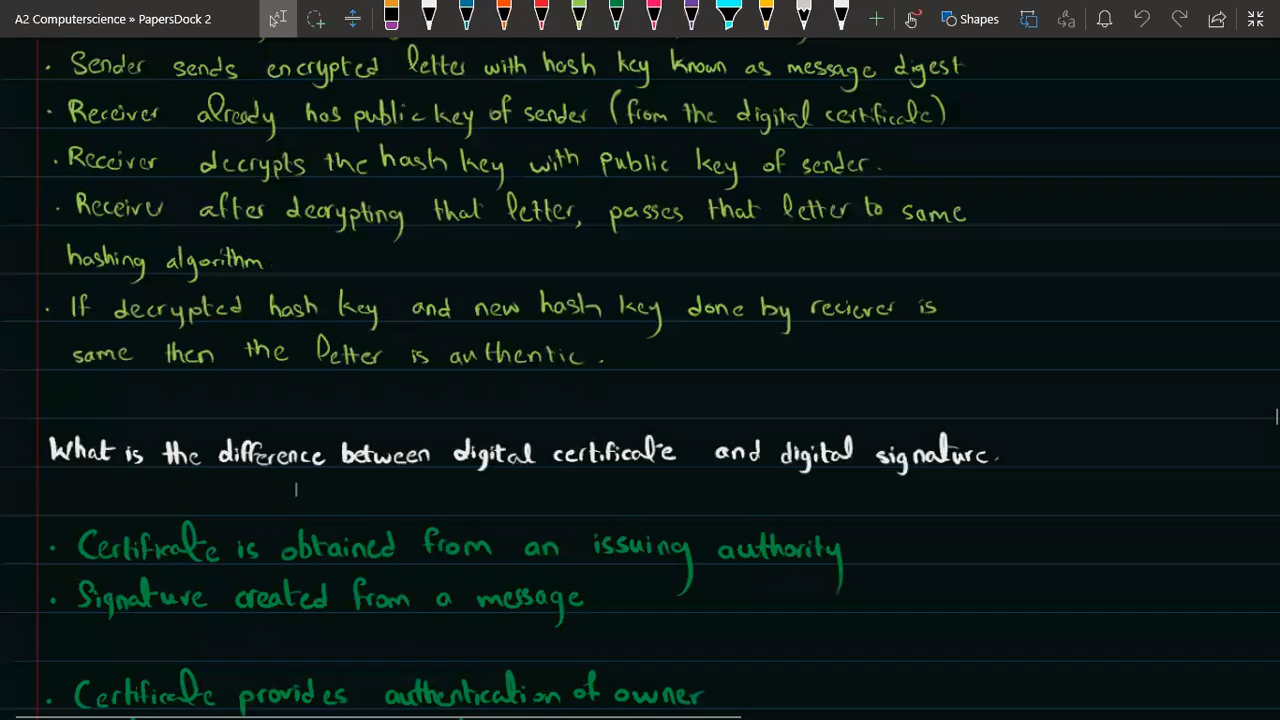 A2 Computerscience » PapersDock 2
Shapes
. Sender sends encrypted letter with hash key known as message digest
. Receiver already has public key of sender (from the digital certificate)
. Receiver decrypts the hash key with public key of sender.
. Receiver after decrypting that letter, passes that letter to same
hashing algorithm.
. If decrypted hash key and new hash key done by reciever is
same then the letter is authentic.
What is the difference between digital certificate and digital signature.
. Certificate is obtained from an issuing authority
. Signature created from a message
. Certificate provides authentication of owner